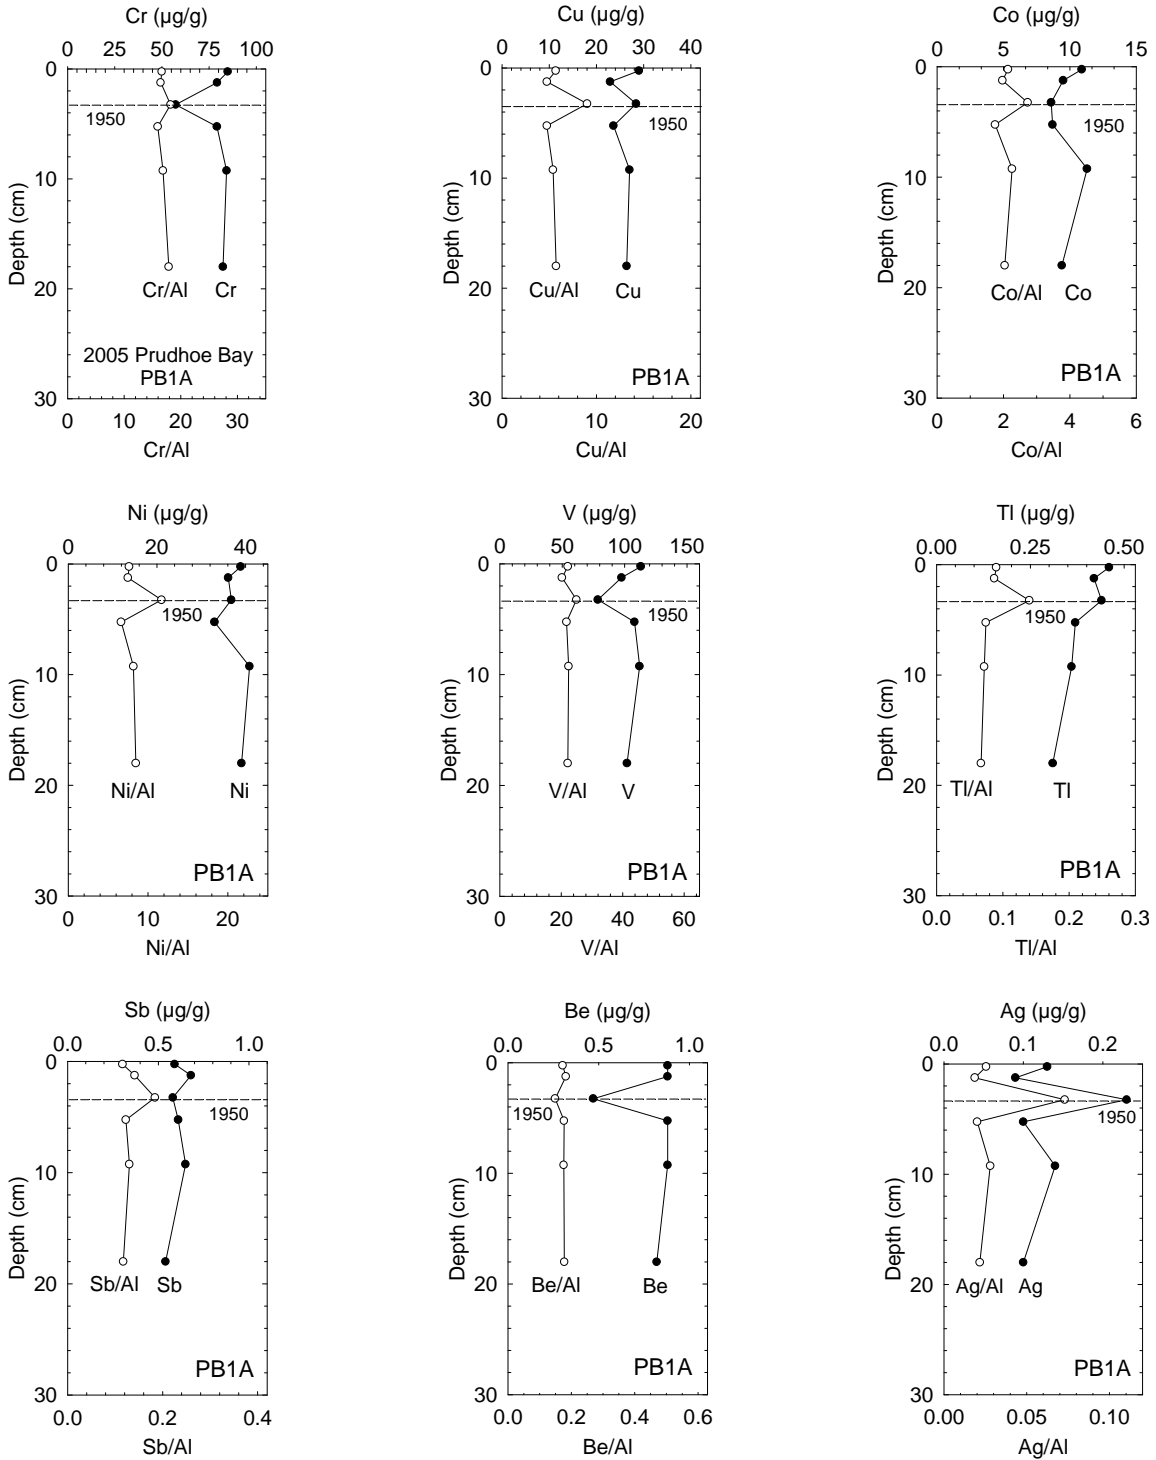 Cr (µg/g)
0 25 50 75 100
0
10
20
30
Depth (cm)
1950
Cr/Al Cr
2005 Prudhoe Bay
PB1A
0 10 20 30
Cr/Al
Cu (µg/g)
0 10 20 30 40
0
10
20
30
Depth (cm)
1950
Cu/Al Cu
PB1A
0 10 20
Cu/Al
Co (µg/g)
0 5 10 15
0
10
20
30
Depth (cm)
1950
Co/Al Co
PB1A
0 2 4 6
Co/Al
Ni (µg/g)
0 20 40
0
10
20
30
Depth (cm)
1950
Ni/Al Ni
PB1A
0 10 20
Ni/Al
V (µg/g)
0 50 100 150
0
10
20
30
Depth (cm)
1950
V/Al V
PB1A
0 20 40 60
V/Al
Tl (µg/g)
0.00 0.25 0.50
0
10
20
30
Depth (cm)
1950
Tl/Al Tl
PB1A
0.0 0.1 0.2 0.3
Tl/Al
Sb (µg/g)
0.0 0.5 1.0
0
10
20
30
Depth (cm)
1950
Sb/Al Sb
PB1A
0.0 0.2 0.4
Sb/Al
Be (µg/g)
0.0 0.5 1.0
0
10
20
30
Depth (cm)
1950
Be/Al Be
PB1A
0.0 0.2 0.4 0.6
Be/Al
Ag (µg/g)
0.0 0.1 0.2
0
10
20
30
Depth (cm)
1950
Ag/Al Ag
PB1A
0.00 0.05 0.10
Ag/Al